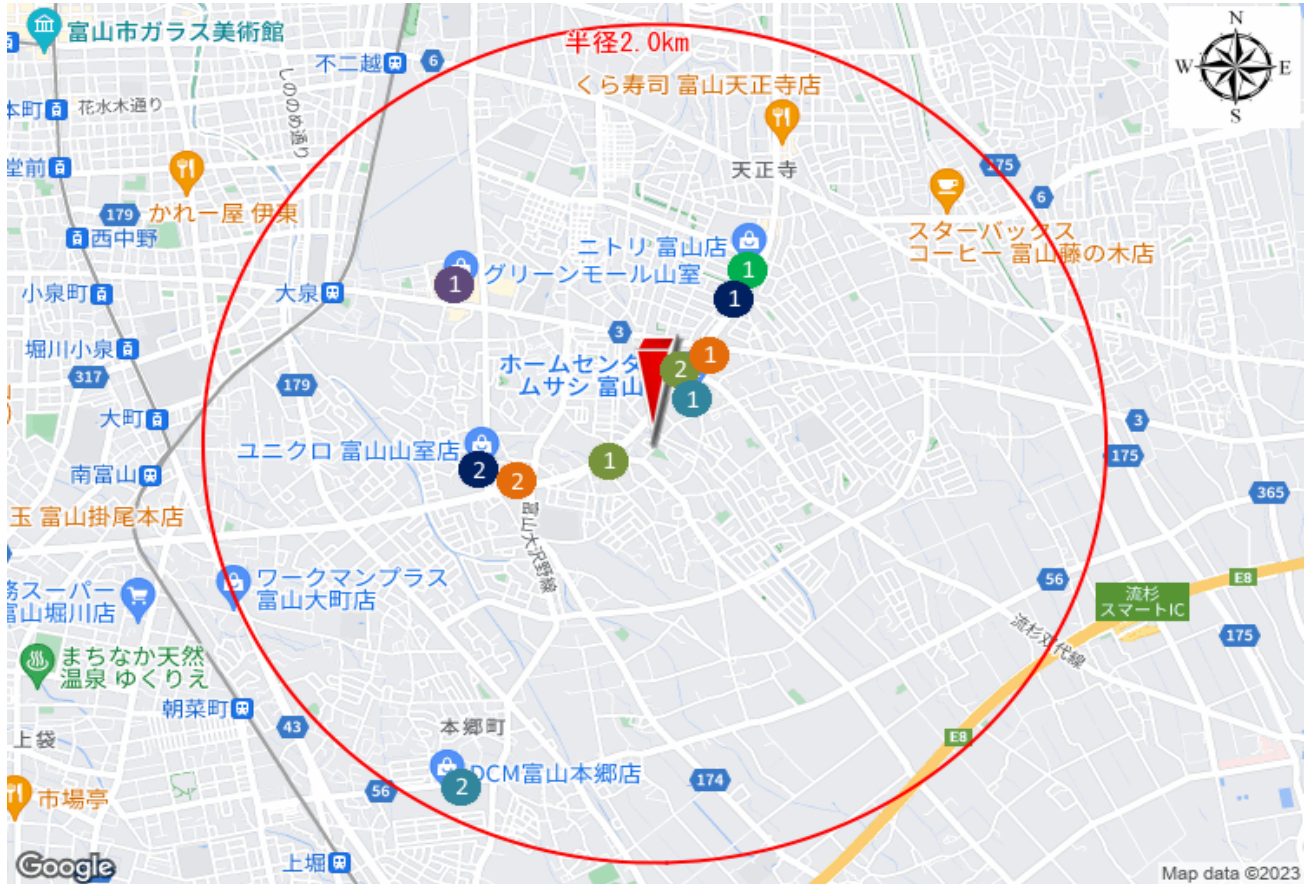 富山市ガラス美術館
半径2.0km
N
W
E
S
不二越
6
しののめ通り
くら寿司 富山天正寺店
本町
花水木通り
堂前
天正寺
175
6
かれー屋 伊東
179
西中野
スターバックス
コーヒー 富山藤の木店
ニトリ 富山店
グリーンモール山室
1
1
1
小泉町
大泉
3
堀川小泉
ホームセンタ
ムサシ 富山
1
2
1
317
179
大町
3
175
ユニクロ 富山山室店
1
2
2
南富山
365
玉 富山掛尾本店
富山大沢野線
ワークマンプラス
富山大町店
56
E8
務スーパー
富山堀川店
流杉
スマートIC
175
流杉双代線
まちなか天然
温泉 ゆくりえ
朝菜町
43
本郷町
E8
上袋
DCM富山本郷店
2
174
市場亭
56
上堀
Google
Map data ©2023